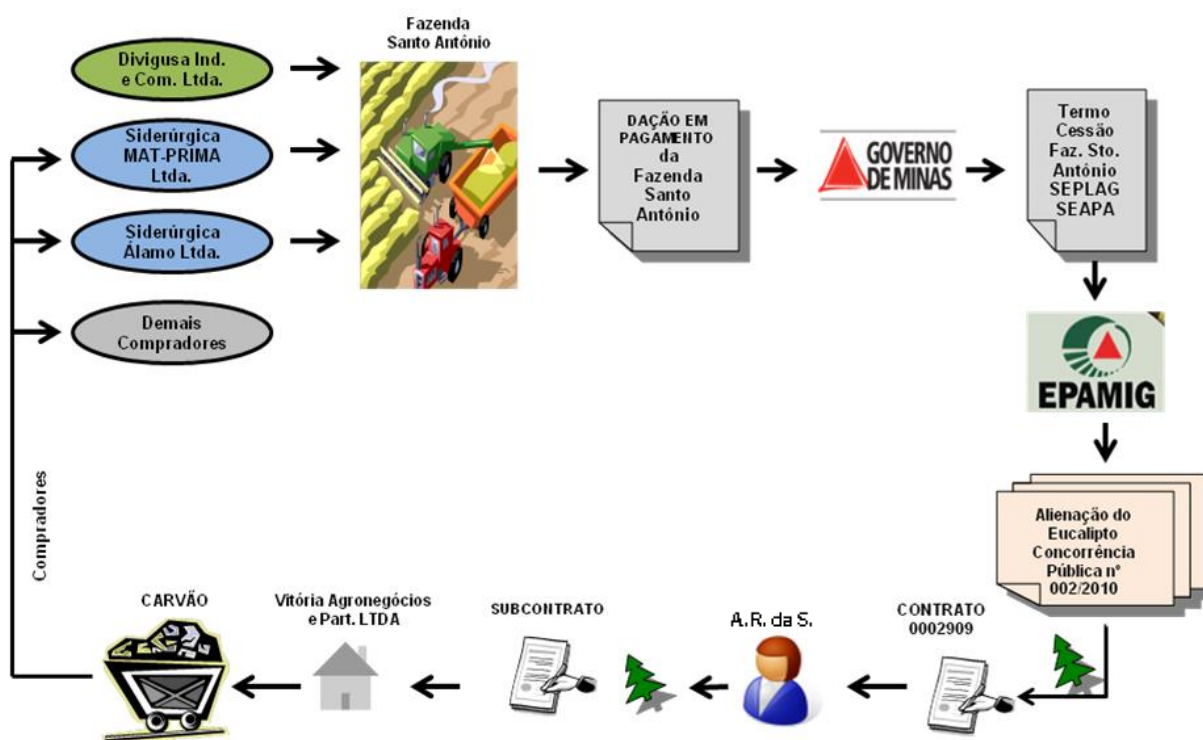 Fazenda
Santo Antônio
Divigusa Ind.
e Com. Ltda.
Siderúrgica
MAT-PRIMA
Ltda.
Siderúrgica
Álamo Ltda.
Demais
Compradores
DAÇÃO EM
PAGAMENTO
da
Fazenda
Santo
Antônio
GOVERNO
DE MINAS
Termo
Cessão
Faz. Sto.
Antônio
SEPLAG
SEAPA
EPAMIG
Alienação do
Eucalipto
Concorrência
Pública nº
002/2010
CONTRATO
0002909
A.R. da S.
SUBCONTRATO
Vitória Agronegócios
e Part. LTDA
CARVÃO
Compradores